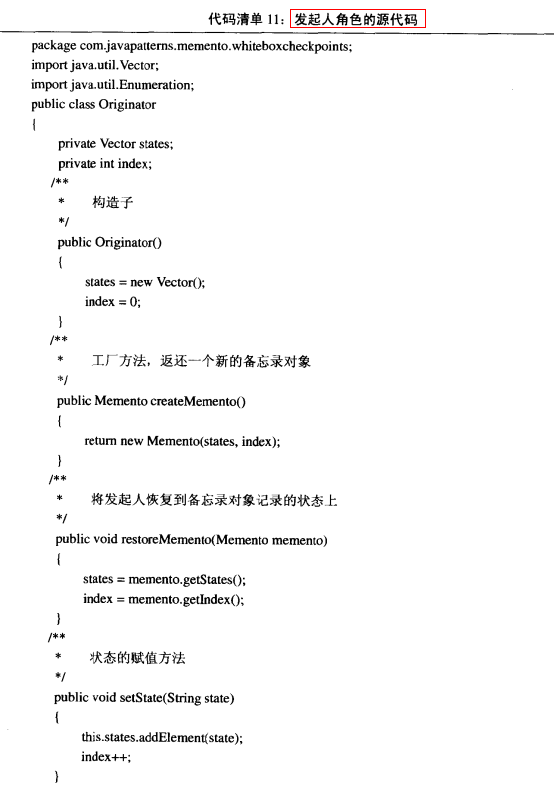 代码清单 11：发起人角色的源代码
package com.javapatterns.memento.whiteboxcheckpoints;
import java.util.Vector;
import java.util.Enumeration;
public class Originator
{
private Vector states;
private int index;
/**
* 构造子
*/
public Originator()
{
states = new Vector();
index = 0;
}
/**
* 工厂方法，返还一个新的备忘录对象
*/
public Memento createMemento()
{
return new Memento(states, index);
}
/**
* 将发起人恢复到备忘录对象记录的状态上
*/
public void restoreMemento(Memento memento)
{
states = memento.getStates();
index = memento.getIndex();
}
/**
* 状态的赋值方法
*/
public void setState(String state)
{
this.states.addElement(state);
index++;
}